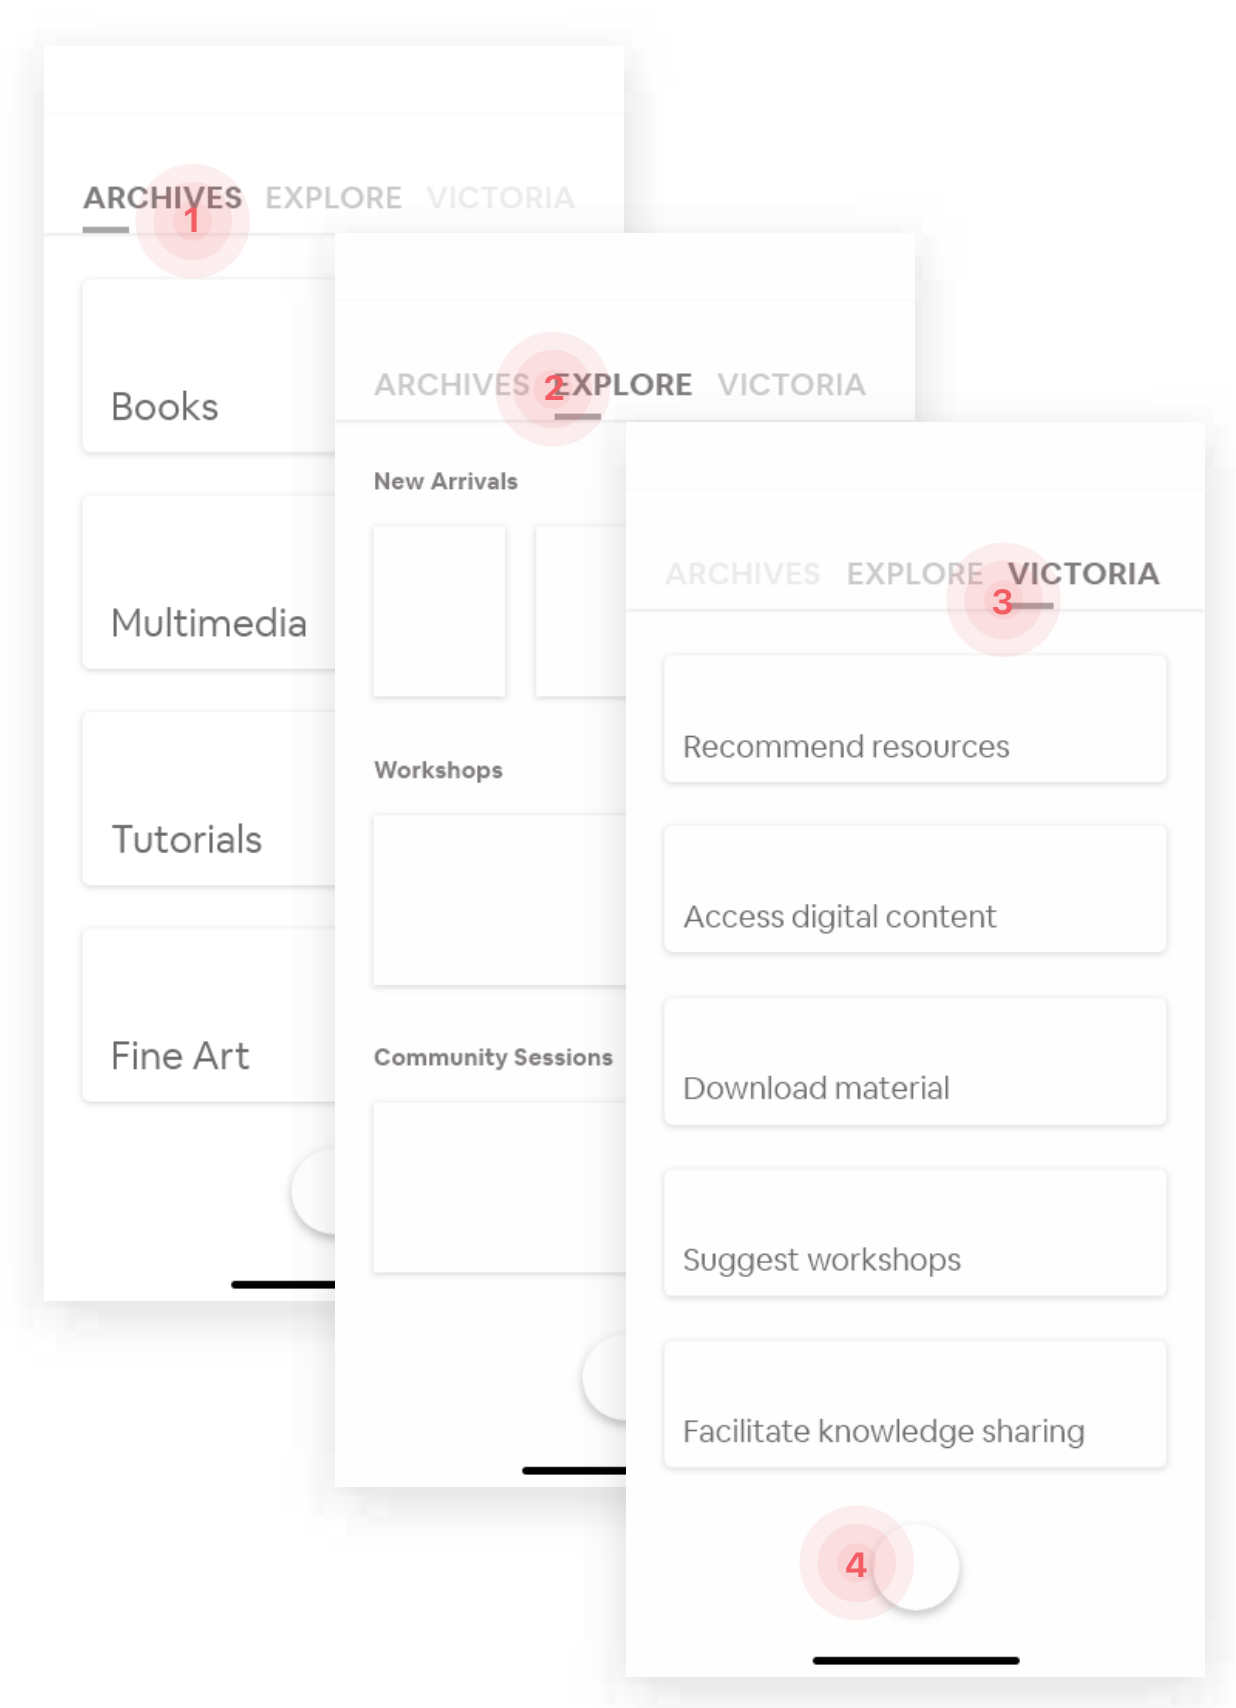 ARCHIVES EXPLORE VICTORIA
1
Books
Multimedia
Tutorials
Fine Art
ARCHIVES EXPLORE VICTORIA
2
New Arrivals
Workshops
Community Sessions
ARCHIVES EXPLORE VICTORIA
3
Recommend resources
Access digital content
Download material
Suggest workshops
Facilitate knowledge sharing
4